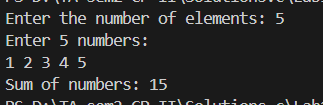 Enter the number of elements: 5
Enter 5 numbers:
1 2 3 4 5
Sum of numbers: 15